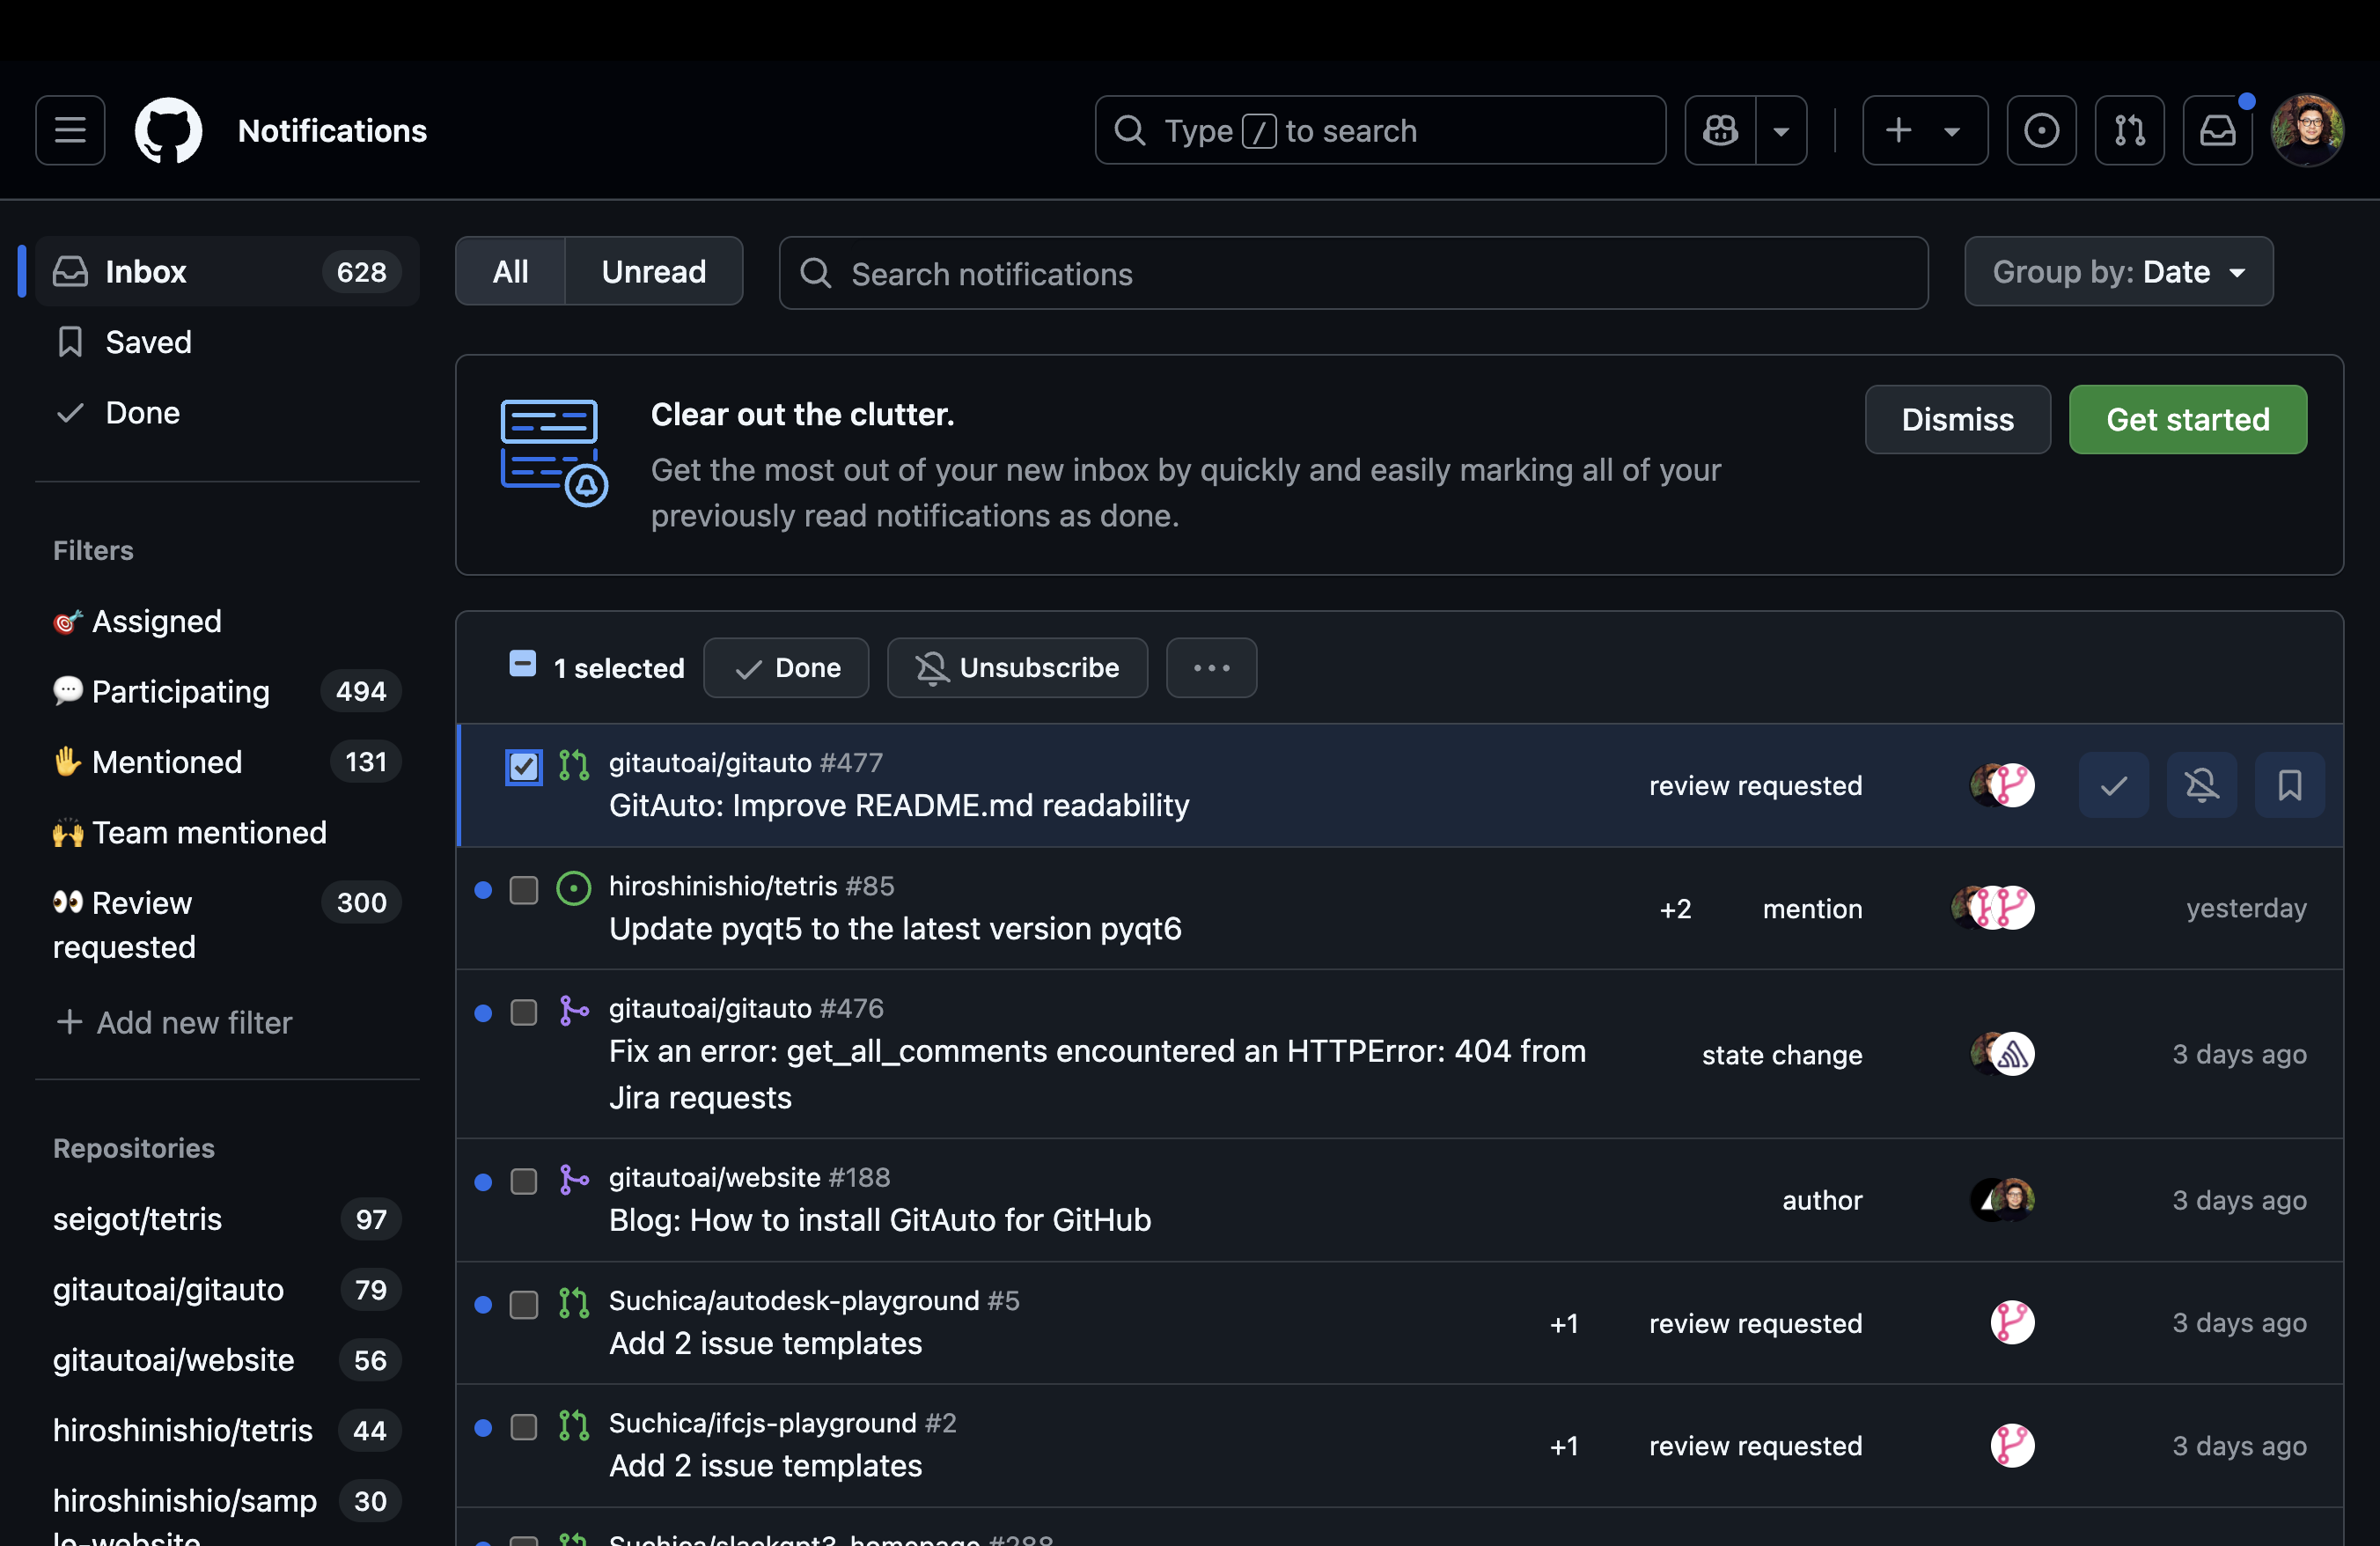 Notifications
Type / to search
Inbox 628
Saved
Done
Filters
🎯 Assigned
💬 Participating 494
✋ Mentioned 131
🙌 Team mentioned
👀 Review requested 300
Add new filter
Repositories
seigot/tetris 97
gitautoai/gitauto 79
gitautoai/website 56
hiroshinishio/tetris 44
hiroshinishio/samp 30
le-website
All
Unread
Search notifications
Group by: Date
Clear out the clutter.
Get the most out of your new inbox by quickly and easily marking all of your
previously read notifications as done.
Dismiss
Get started
1 selected
Done
Unsubscribe
gitautoai/gitauto #477
GitAuto: Improve README.md readability
review requested
hiroshinishio/tetris #85
Update pyqt5 to the latest version pyqt6
+2
mention
yesterday
gitautoai/gitauto #476
Fix an error: get_all_comments encountered an HTTPError: 404 from
Jira requests
state change
3 days ago
gitautoai/website #188
Blog: How to install GitAuto for GitHub
author
3 days ago
Suchica/autodesk-playground #5
Add 2 issue templates
+1
review requested
3 days ago
Suchica/ifcjs-playground #2
Add 2 issue templates
+1
review requested
3 days ago
Suchica/slackgpt3-homepage #288